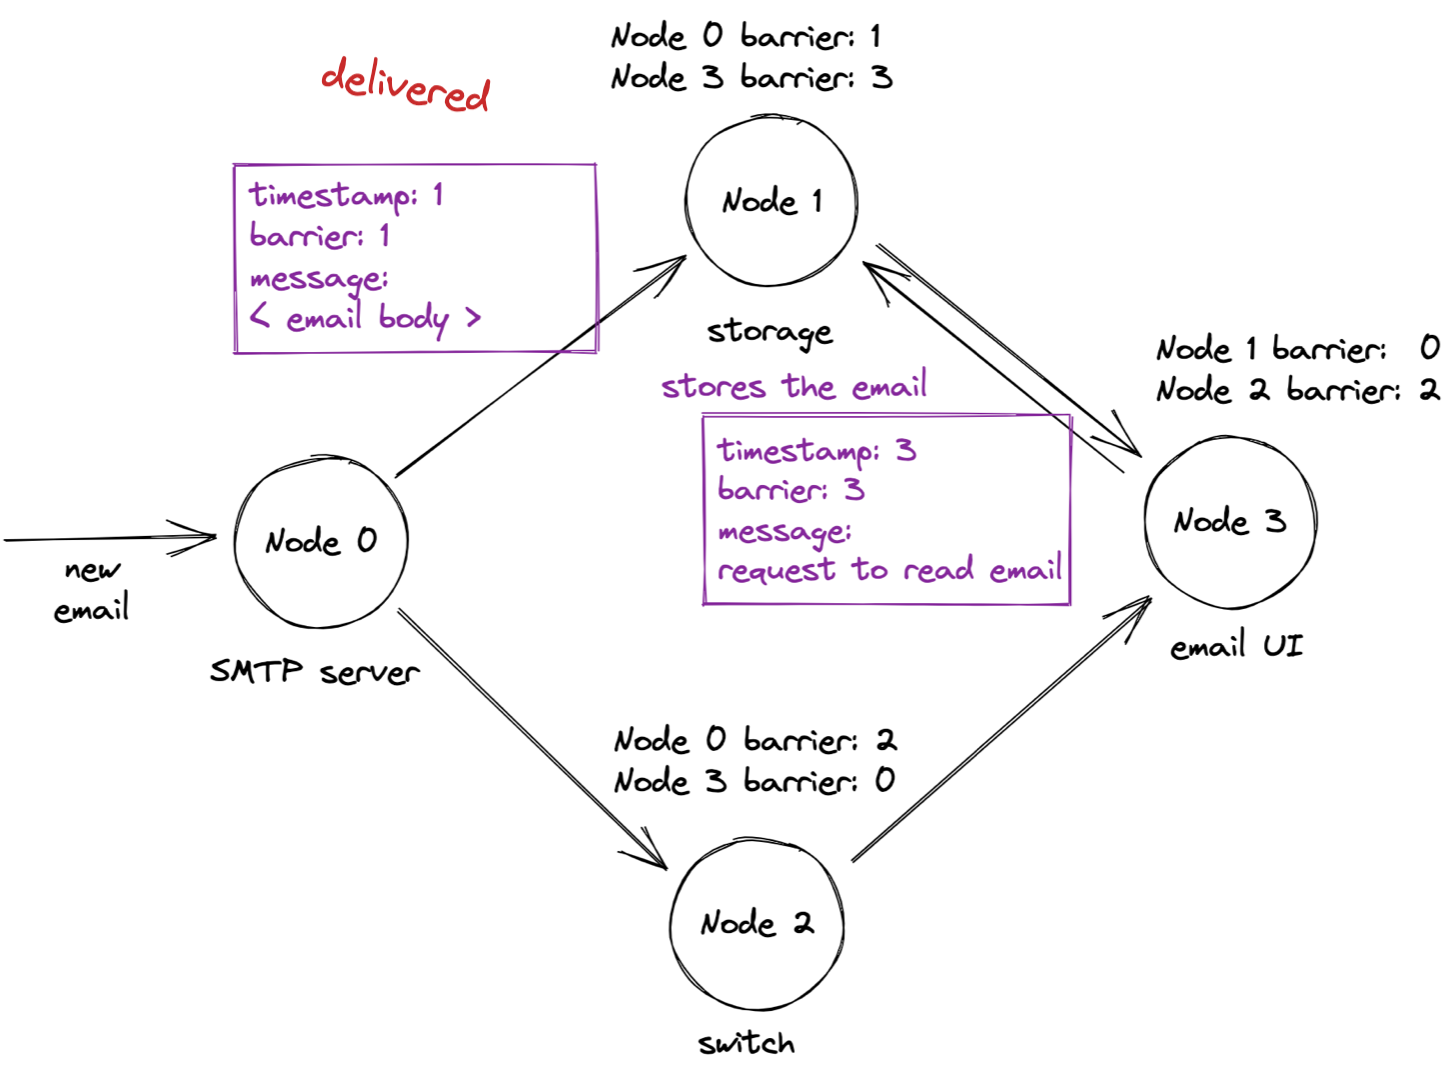 Node 0 barrier: 1
Node 3 barrier: 3
delivered
Node 1
timestamp: 1
barrier: 1
message:
< email body >
storage
stores the email
Node 1 barrier: 0
Node 2 barrier: 2
timestamp: 3
barrier: 3
message:
request to read email
Node 3
email UI
Node 0
new
email
SMTP server
Node 0 barrier: 2
Node 3 barrier: 0
Node 2
switch